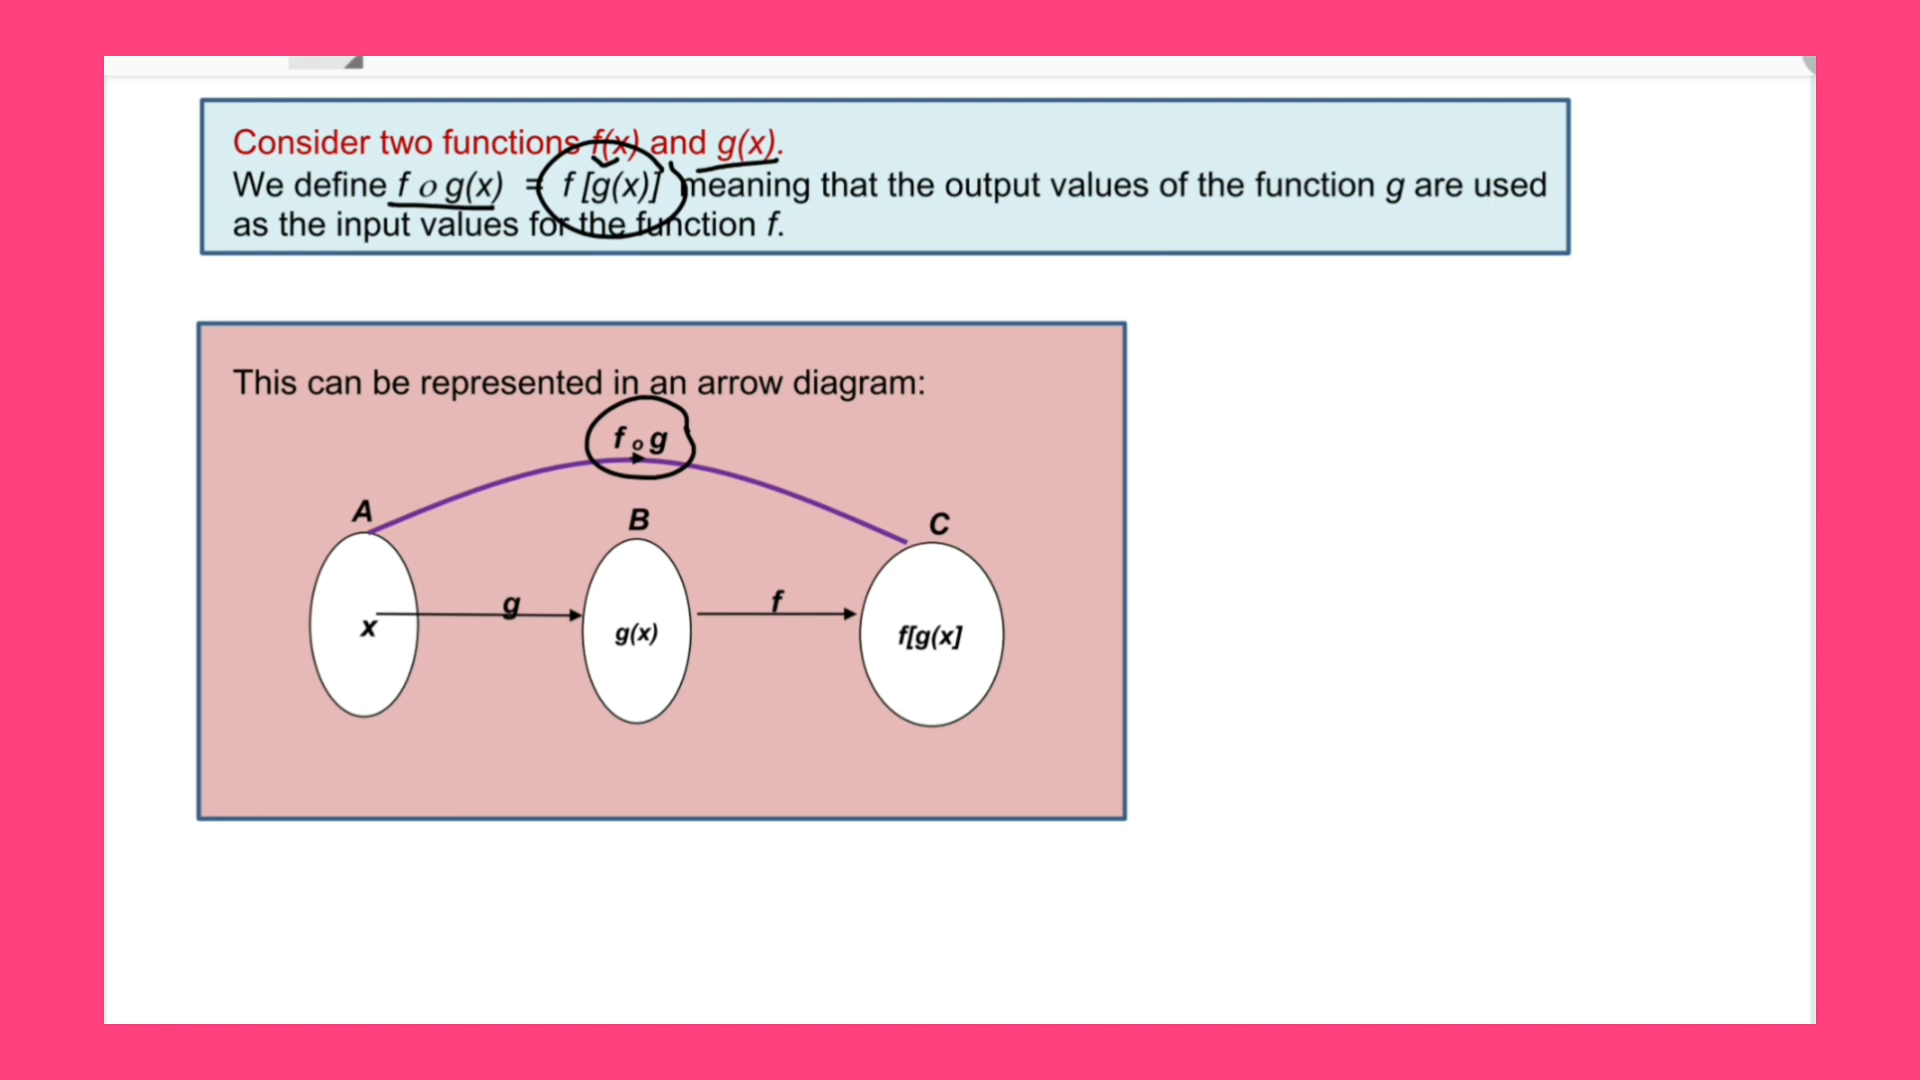 Consider two functions f(x) and g(x).
We define f o g(x) = f [g(x)] meaning that the output values of the function g are used
as the input values for the function f.
This can be represented in an arrow diagram:
f o g
A
B
C
g
f
x
g(x)
f[g(x]